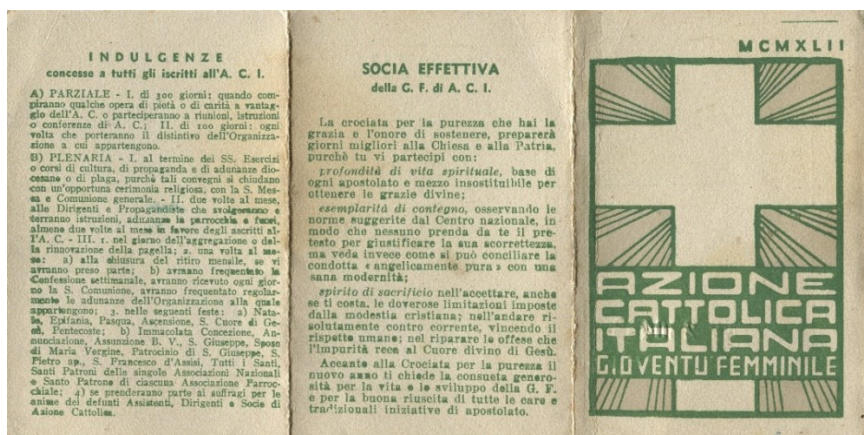 INDULGENZE
concesse a tutti gli iscritti all'A. C. I.
A) PARZIALE - I. di 300 giorni: quando com-
piranno qualche opera di pietà o di carità a vantag-
gio dell'A. C. o parteciperanno a riunioni, istruzioni
o conferenze di A. C.; II. di 100 giorni: ogni
volta che porteranno il distintivo dell'Organizza-
zione a cui appartengono.
B) PLENARIA - I. al termine dei SS. Esercizi
o corsi di cultura, di propaganda e di adunanze dio-
cesane o di plaga, purchè tali convegni si chiudano
con un'opportuna cerimonia religiosa, con la S. Mes-
sa e Comunione generale. - II. due volte al mese,
alle Dirigenti e Propagandiste che svolgeranno e
terranno istruzioni, adunanze in parrocchia e fuori,
almeno due volte al mese in favore degli ascritti al-
l'A. C. - III. 1. nel giorno dell'aggregazione o del-
la rinnovazione della pagella; 2. una volta al me-
se: a) alla chiusura del ritiro mensile, se vi
avranno preso parte; b) avranno frequentato la
Confessione settimanale, avranno ricevuto ogni gior-
no la S. Comunione, avranno frequentato regolar-
mente le adunanze dell'Organizzazione alla quale
appartengono; 3. nelle seguenti feste: a) Nata-
le, Epifania, Pasqua, Ascensione, S. Cuore di Ge-
sù, Pentecoste; b) Immacolata Concezione, An-
nunciazione, Assunzione B. V., S. Giuseppe, Sposo
di Maria Vergine, Patrocinio di S. Giuseppe, S.
Pietro ap., S. Francesco d'Assisi, Tutti i Santi,
Santi Patroni delle singole Associazioni Nazionali
e Santo Patrono di ciascuna Associazione Parroc-
chiale; 4) se prenderanno parte ai suffragi per le
anime dei defunti Assistenti, Dirigenti e Socie di
Azione Cattolica.
SOCIA EFFETTIVA
della G. F. di A. C. I.
La crociata per la purezza che hai la
grazia e l'onore di sostenere, preparerà
giorni migliori alla Chiesa e alla Patria,
purchè tu vi partecipi con:
profondità di vita spirituale, base di
ogni apostolato e mezzo insostituibile per
ottenere le grazie divine;
esemplarità di contegno, osservando le
norme suggerite dal Centro nazionale, in
modo che nessuno prenda da te il pre-
testo per giustificare la sua scorrettezza,
ma veda invece come si può conciliare la
condotta « angelicamente pura » con una
sana modernità;
spirito di sacrificio nell'accettare, anche
se ti costa, le doverose limitazioni imposte
dalla modestia cristiana; nell'andare ri-
solutamente contro corrente, vincendo il
rispetto umano; nel riparare le offese che
l'impurità reca al Cuore divino di Gesù.
Accanto alla Crociata per la purezza il
nuovo anno ti chiede la consueta genero-
sità per la vita e lo sviluppo della G. F.
e per la buona riuscita di tutte le care e
tradizionali iniziative di apostolato.
MCMXLII
AZIONE
CATTOLICA
ITALIANA
GIOVENTÙ FEMMINILE